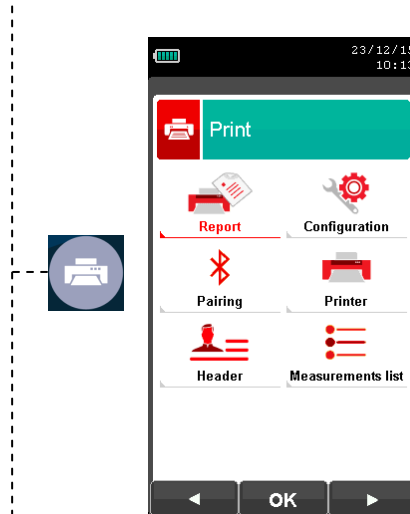 23/12/15
10:13
Print
Report
Configuration
Pairing
Printer
Header
Measurements list
OK